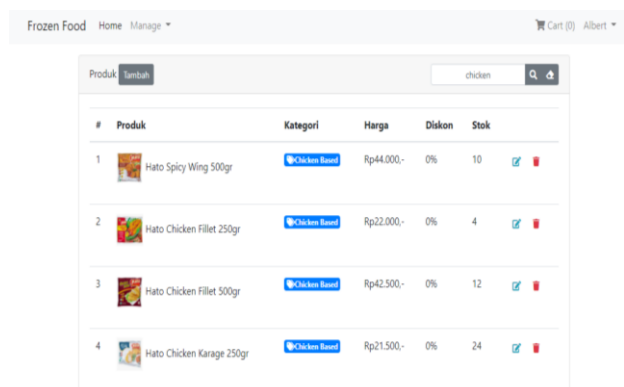 Frozen Food Home Manage Cart (0) Albert
Produk Tambah chicken
# Produk Kategori Harga Diskon Stok
1 Hato Spicy Wing 500gr Chicken Based Rp44.000,- 0% 10
2 Hato Chicken Fillet 250gr Chicken Based Rp22.000,- 0% 4
3 Hato Chicken Fillet 500gr Chicken Based Rp42.500,- 0% 12
4 Hato Chicken Karage 250gr Chicken Based Rp21.500,- 0% 24